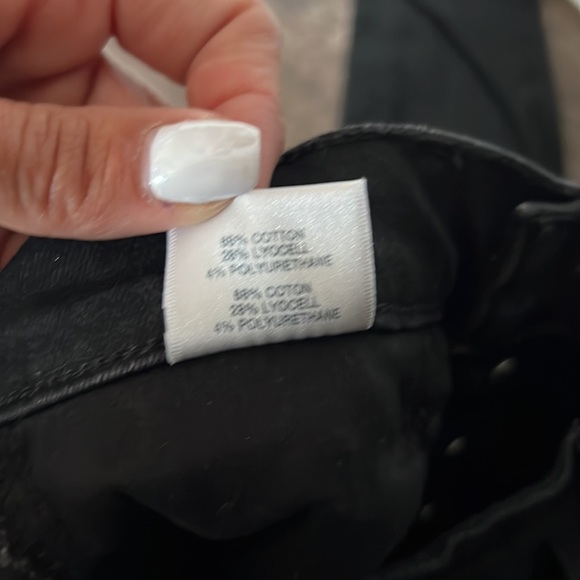 68% COTTON
28% LYOCELL
4% POLYURETHANE
68% COTTON
28% LYOCELL
4% POLYURETHANE